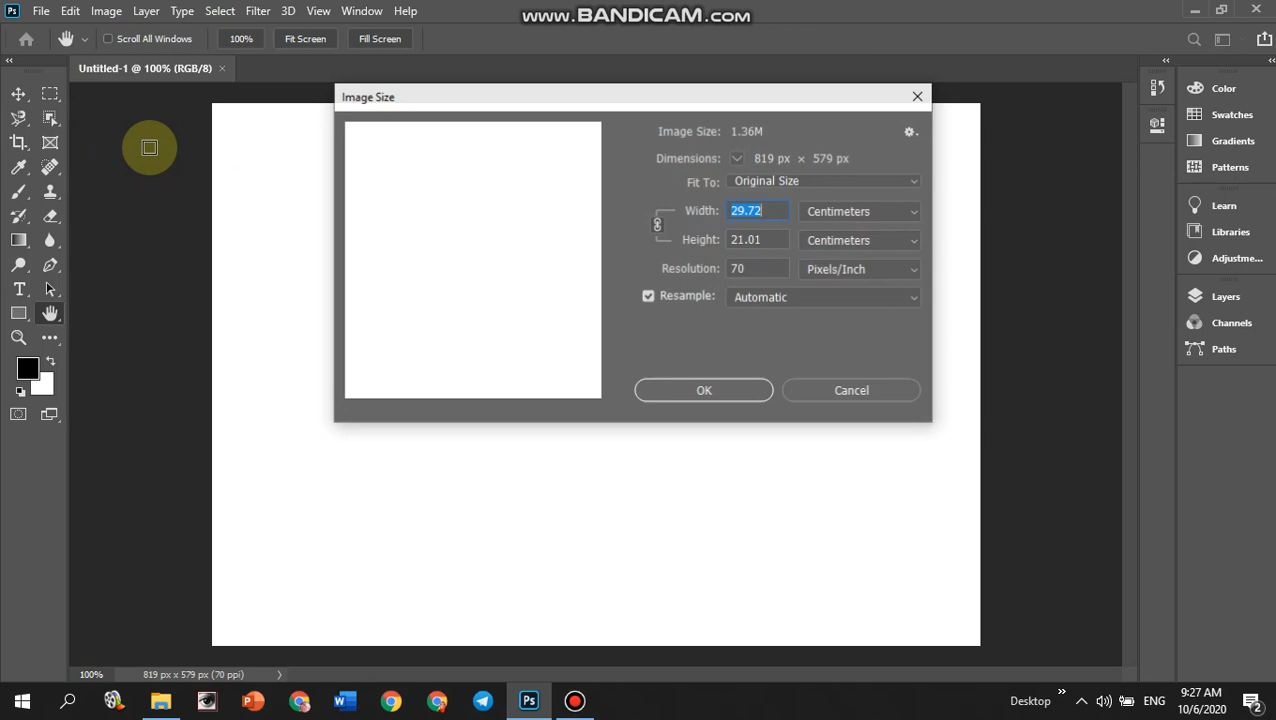 Ps File Edit Image Layer Type Select Filter 3D View Window Help
www.BANDICAM.com
Scroll All Windows 100% Fit Screen Fill Screen
Untitled-1 @ 100% (RGB/8)
Image Size
Image Size: 1.36M
Dimensions: 819 px × 579 px
Fit To: Original Size
Width: 29.72 Centimeters
Height: 21.01 Centimeters
Resolution: 70 Pixels/Inch
Resample: Automatic
OK Cancel
Color
Swatches
Gradients
Patterns
Learn
Libraries
Adjustme...
Layers
Channels
Paths
100% 819 px x 579 px (70 ppi)
Ps
Desktop
ENG
9:27 AM
10/6/2020
2